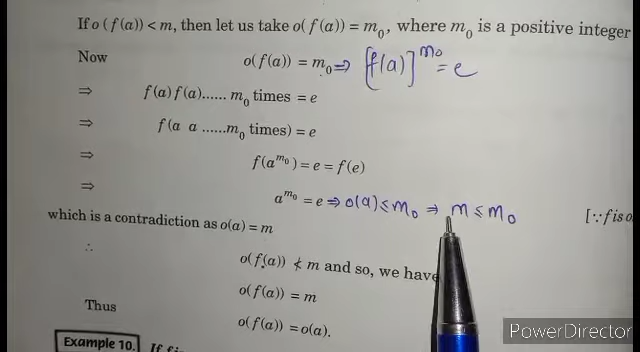 If o ( f(a)) < m, then let us take o( f(a)) = m₀, where m₀ is a positive integer
Now o( f(a)) = m₀ ⇒ [f(a)]^m₀ = e
⇒ f(a) f(a)...... m₀ times = e
⇒ f(a a ......m₀ times) = e
⇒ f(a^m₀) = e = f(e)
⇒ a^m₀ = e ⇒ o(a) ≤ m₀ ⇒ m ≤ m₀ [∵ f is o
which is a contradiction as o(a) = m
∴ o( f(a)) ≮ m and so, we have
o( f(a)) = m
Thus o( f(a)) = o(a).
Example 10. If f i
PowerDirector